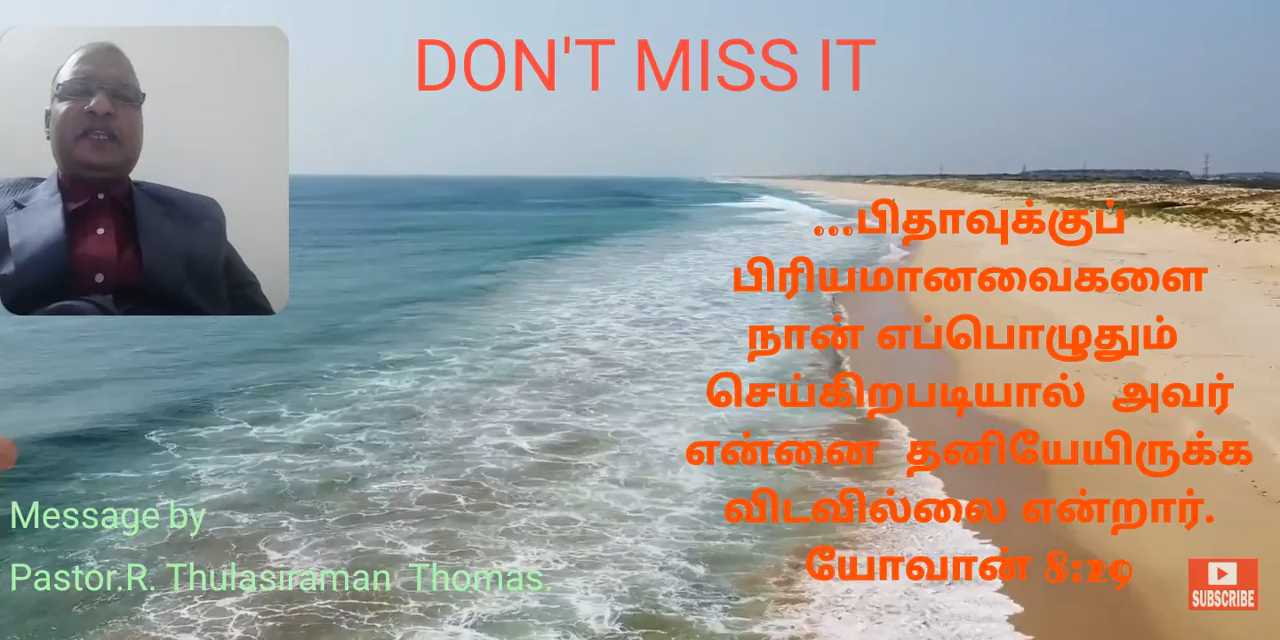 DON'T MISS IT
...பிதாவுக்குப்
பிரியமானவைகளை
நான் எப்பொழுதும்
செய்கிறபடியால் அவர்
என்னை தனியேயிருக்க
விடவில்லை என்றார்.
யோவான் 8:29
Message by
Pastor.R. Thulasiraman Thomas.
SUBSCRIBE